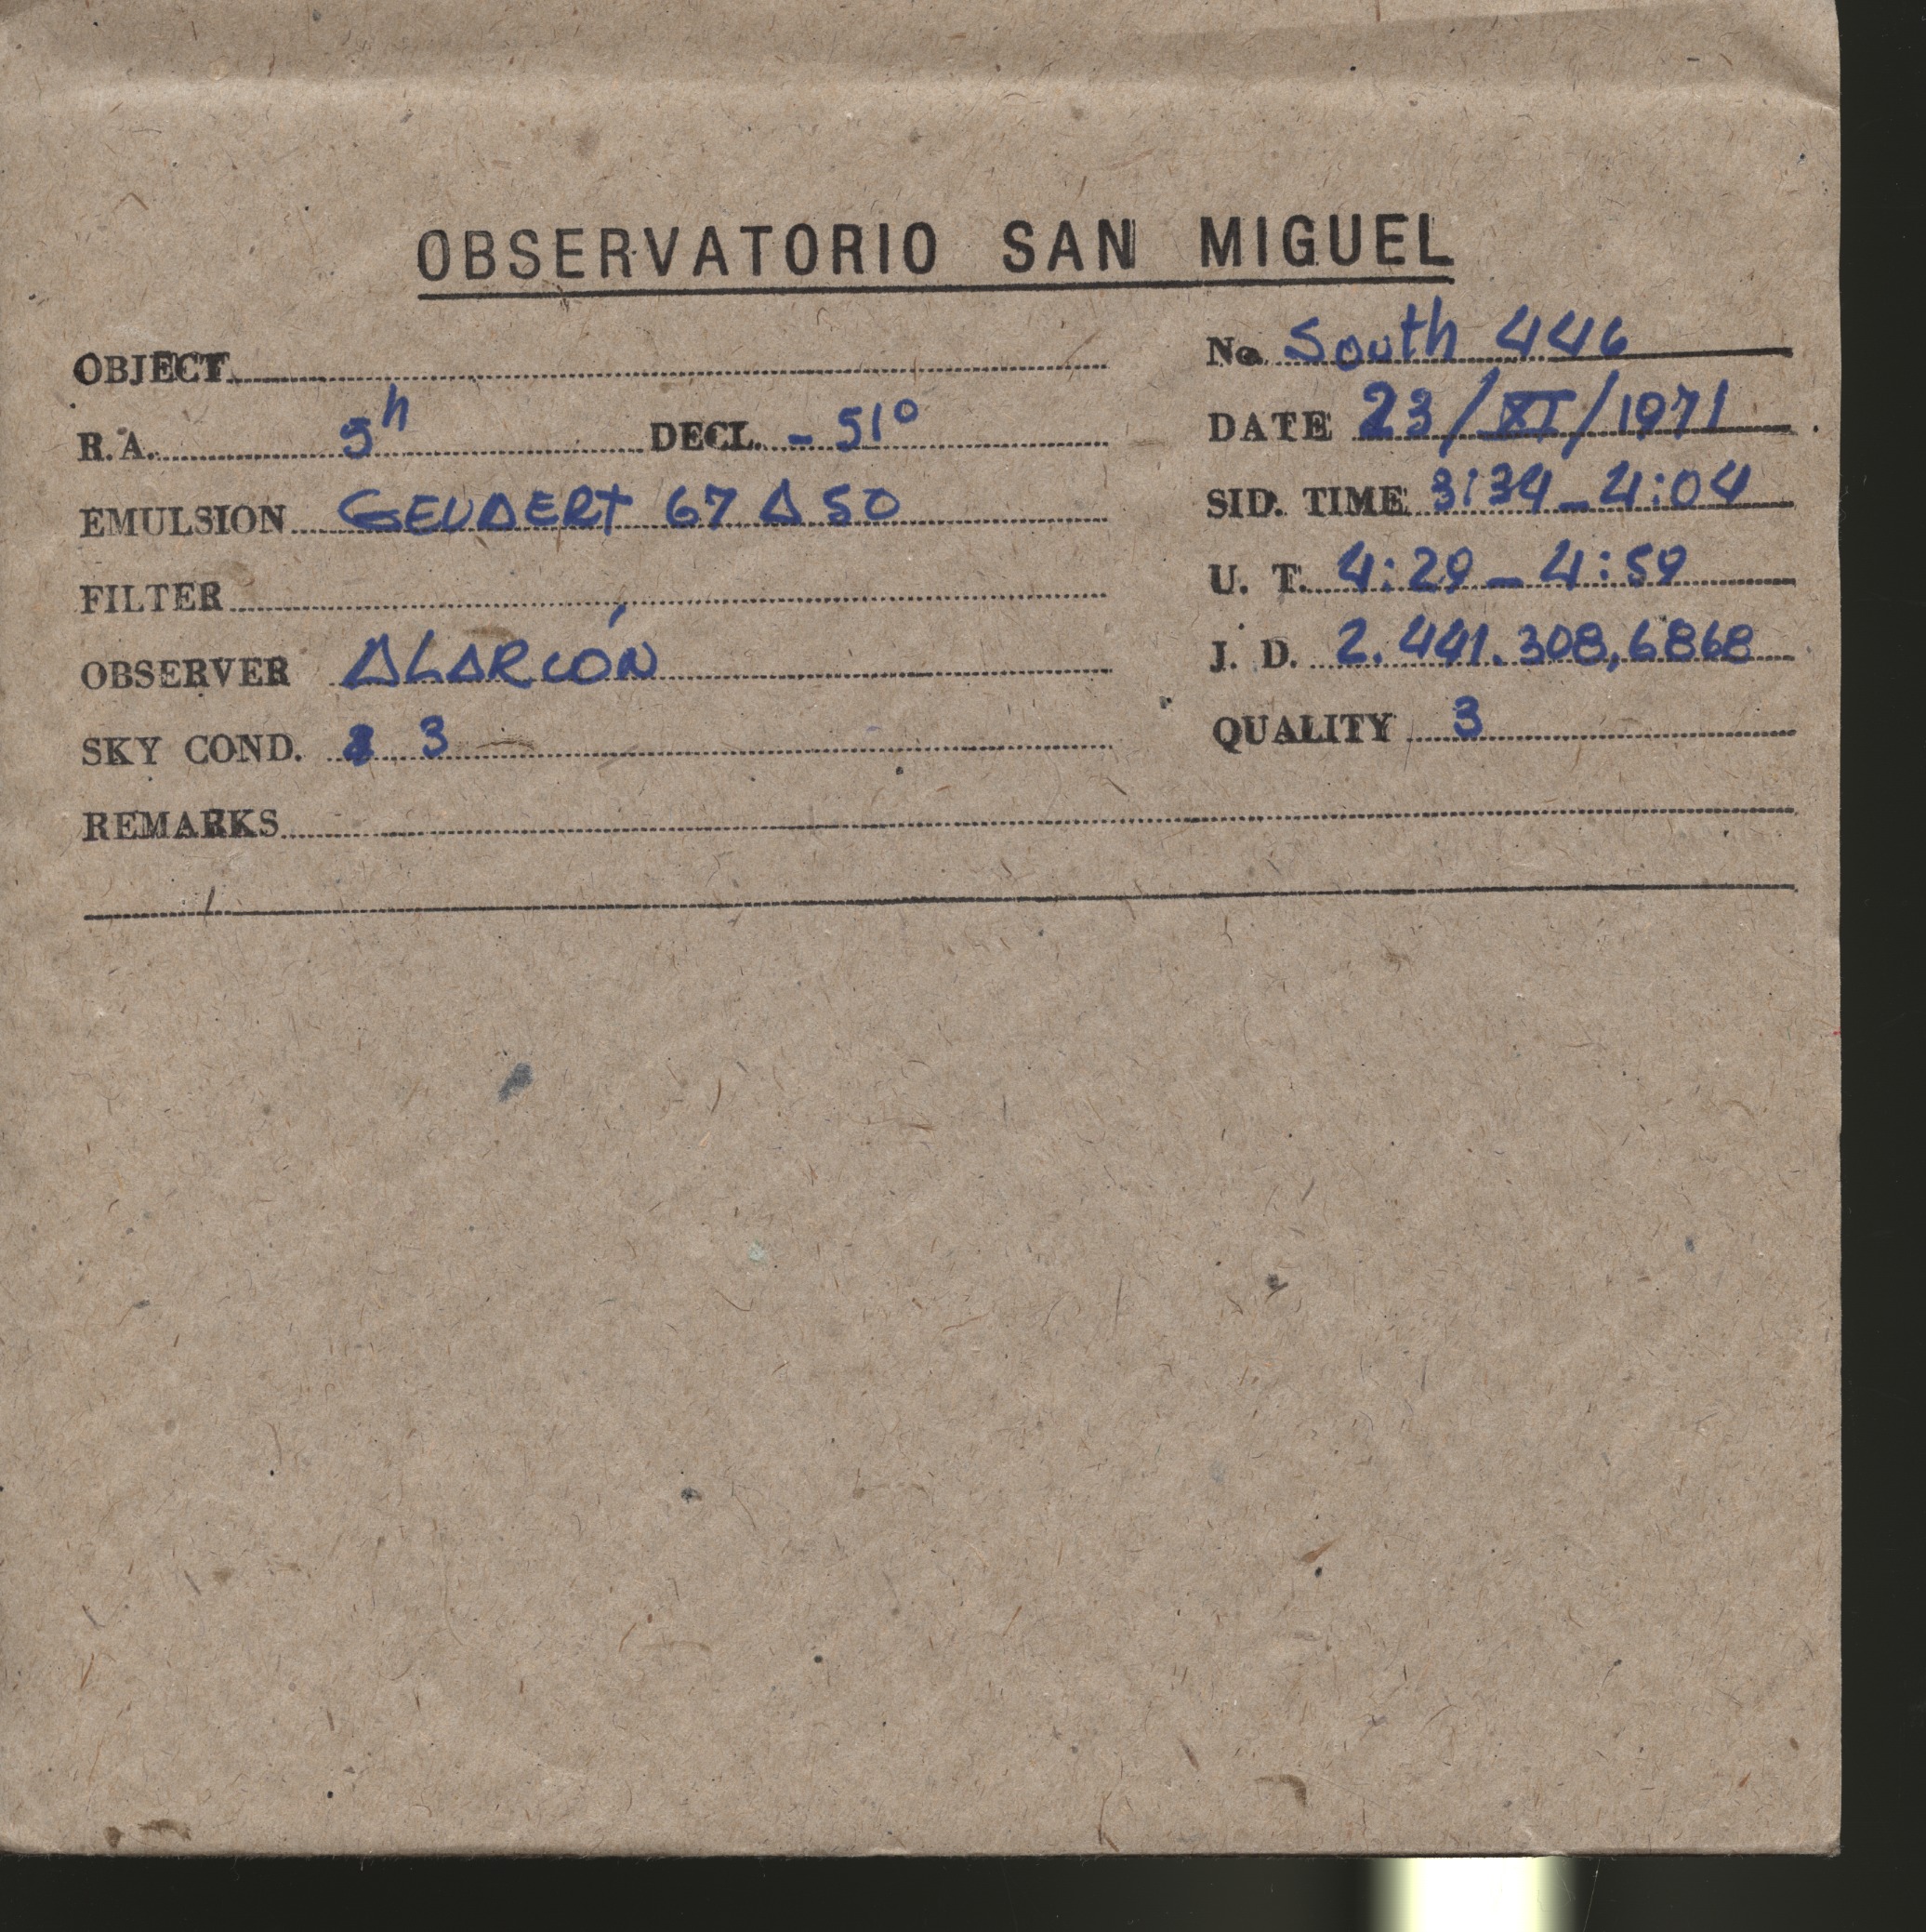 OBSERVATORIO SAN MIGUEL
OBJECT
No South 446
R.A. 5h DECL. - 51°
DATE 23/XI/1971
EMULSION GEVAERT 67 A 50
SID. TIME 3:34 - 4:04
FILTER
U. T. 4:29 - 4:59
OBSERVER ALARCÓN
J. D. 2.441.308,6868
SKY COND. 3
QUALITY 3
REMARKS